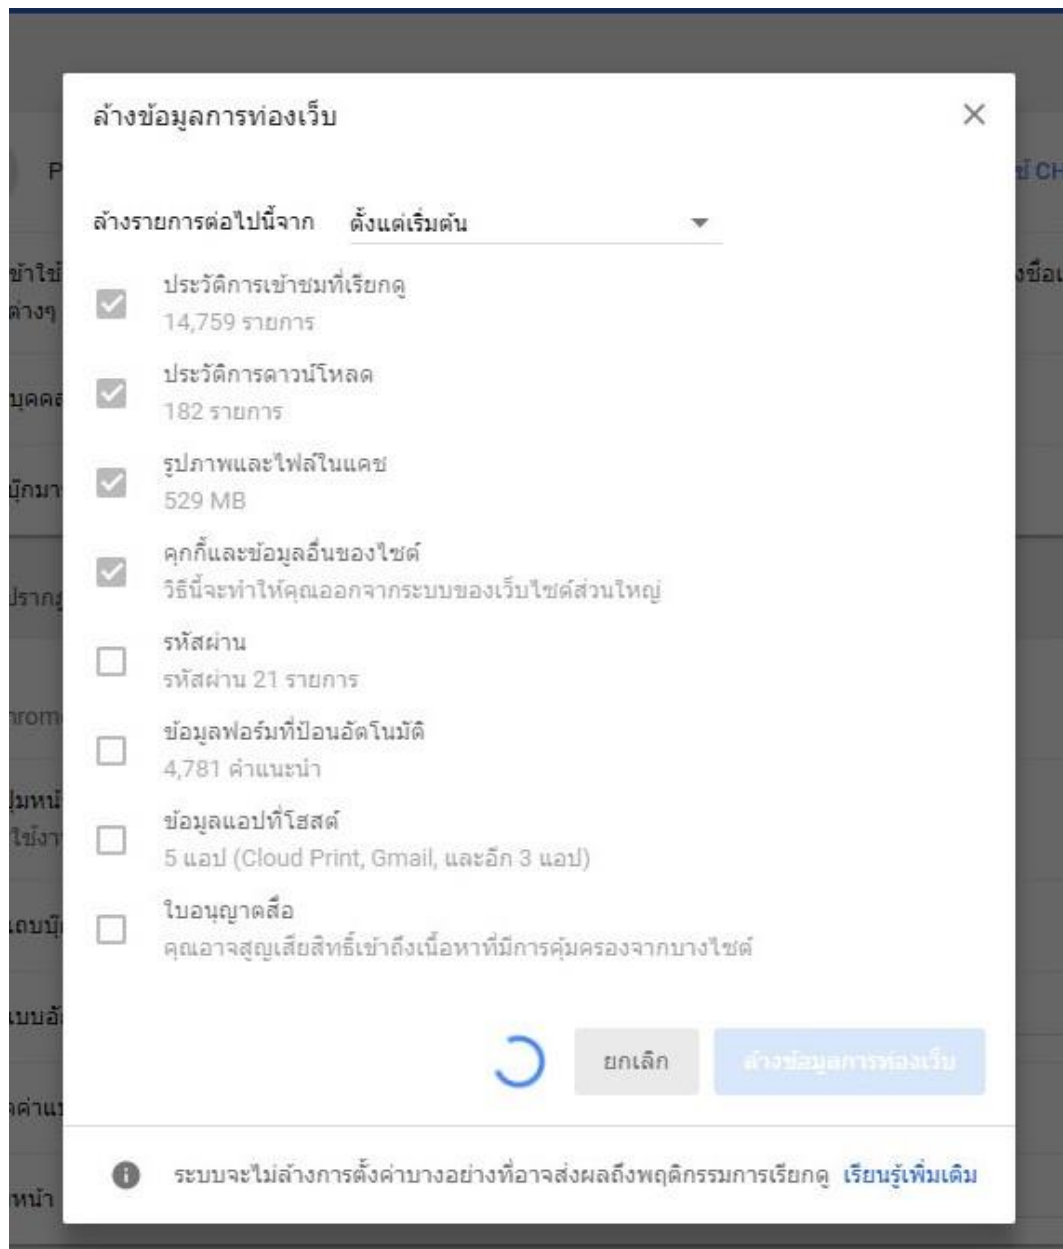 ล้างข้อมูลการท่องเว็บ
ล้างรายการต่อไปนี้จาก ตั้งแต่เริ่มต้น
ประวัติการเข้าชมที่เรียกดู
14,759 รายการ
ประวัติการดาวน์โหลด
182 รายการ
รูปภาพและไฟล์ในแคช
529 MB
คุกกี้และข้อมูลอื่นของไซต์
วิธีนี้จะทำให้คุณออกจากระบบของเว็บไซต์ส่วนใหญ่
รหัสผ่าน
รหัสผ่าน 21 รายการ
ข้อมูลฟอร์มที่ป้อนอัตโนมัติ
4,781 คำแนะนำ
ข้อมูลแอปที่โฮสต์
5 แอป (Cloud Print, Gmail, และอีก 3 แอป)
ใบอนุญาตสื่อ
คุณอาจสูญเสียสิทธิ์เข้าถึงเนื้อหาที่มีการคุ้มครองจากบางไซต์
ยกเลิก ล้างข้อมูลการท่องเว็บ
ระบบจะไม่ล้างการตั้งค่าบางอย่างที่อาจส่งผลถึงพฤติกรรมการเรียกดู เรียนรู้เพิ่มเติม